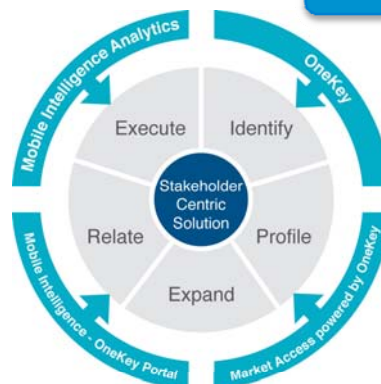 Mobile Intelligence Analytics
OneKey
Execute
Identify
Stakeholder
Centric
Solution
Relate
Profile
Expand
Mobile Intelligence - OneKey Portal
Market Access powered by OneKey